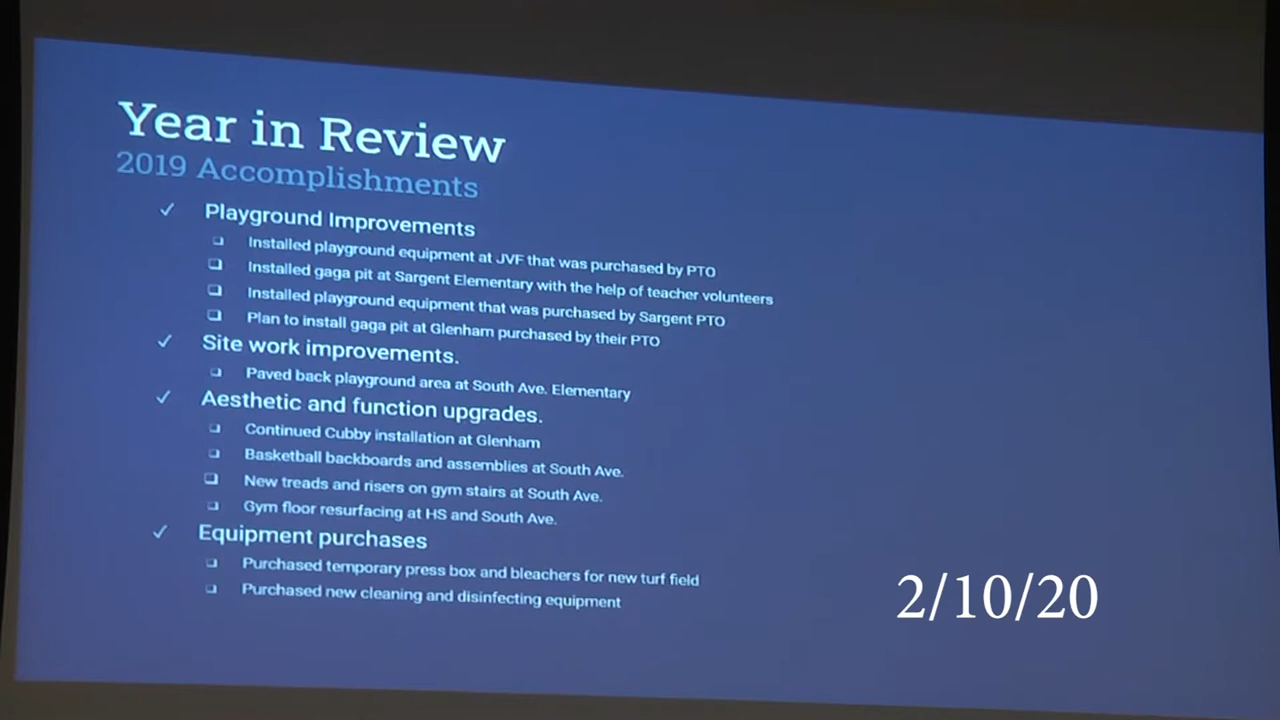 Year in Review
2019 Accomplishments
✓ Playground Improvements
❑ Installed playground equipment at JVF that was purchased by PTO
❑ Installed gaga pit at Sargent Elementary with the help of teacher volunteers
❑ Installed playground equipment that was purchased by Sargent PTO
❑ Plan to install gaga pit at Glenham purchased by their PTO
✓ Site work improvements.
❑ Paved back playground area at South Ave. Elementary
✓ Aesthetic and function upgrades.
❑ Continued Cubby installation at Glenham
❑ Basketball backboards and assemblies at South Ave.
❑ New treads and risers on gym stairs at South Ave.
❑ Gym floor resurfacing at HS and South Ave.
✓ Equipment purchases
❑ Purchased temporary press box and bleachers for new turf field
❑ Purchased new cleaning and disinfecting equipment
2/10/20